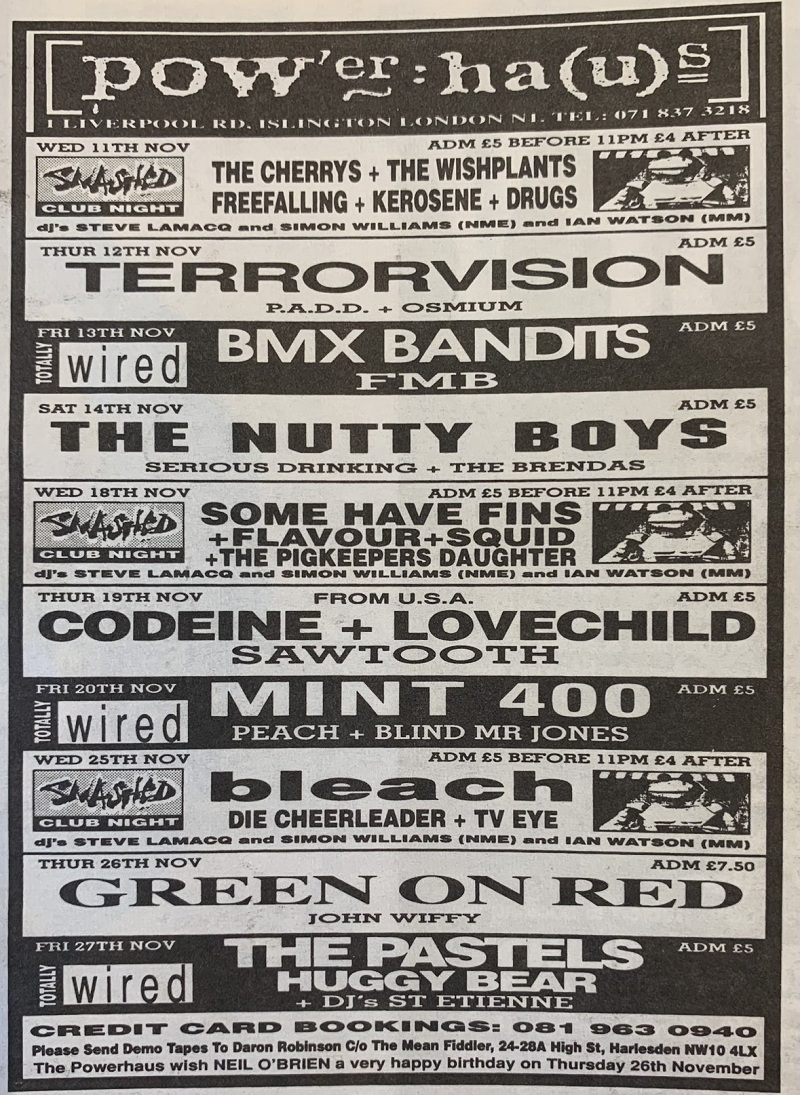 pow'er:ha(u)s
1 LIVERPOOL RD, ISLINGTON LONDON N1. TEL: 071 837 3218
WED 11TH NOV
ADM £5 BEFORE 11PM £4 AFTER
SMASHED
CLUB NIGHT
THE CHERRYS + THE WISHPLANTS
FREEFALLING + KEROSENE + DRUGS
dj's STEVE LAMACQ and SIMON WILLIAMS (NME) and IAN WATSON (MM)
THUR 12TH NOV
ADM £5
TERRORVISION
P.A.D.D. + OSMIUM
FRI 13TH NOV
ADM £5
TOTALLY
wired
BMX BANDITS
FMB
SAT 14TH NOV
ADM £5
THE NUTTY BOYS
SERIOUS DRINKING + THE BRENDAS
WED 18TH NOV
ADM £5 BEFORE 11PM £4 AFTER
SMASHED
CLUB NIGHT
SOME HAVE FINS
+FLAVOUR+SQUID
+THE PIGKEEPERS DAUGHTER
dj's STEVE LAMACQ and SIMON WILLIAMS (NME) and IAN WATSON (MM)
THUR 19TH NOV
FROM U.S.A.
ADM £5
CODEINE + LOVECHILD
SAWTOOTH
FRI 20TH NOV
ADM £5
TOTALLY
wired
MINT 400
PEACH + BLIND MR JONES
WED 25TH NOV
ADM £5 BEFORE 11PM £4 AFTER
SMASHED
CLUB NIGHT
bleach
DIE CHEERLEADER + TV EYE
dj's STEVE LAMACQ and SIMON WILLIAMS (NME) and IAN WATSON (MM)
THUR 26TH NOV
ADM £7.50
GREEN ON RED
JOHN WIFFY
FRI 27TH NOV
ADM £5
TOTALLY
wired
THE PASTELS
HUGGY BEAR
+ DJ's ST ETIENNE
CREDIT CARD BOOKINGS: 081 963 0940
Please Send Demo Tapes To Daron Robinson C/o The Mean Fiddler, 24-28A High St, Harlesden NW10 4LX
The Powerhaus wish NEIL O'BRIEN a very happy birthday on Thursday 26th November